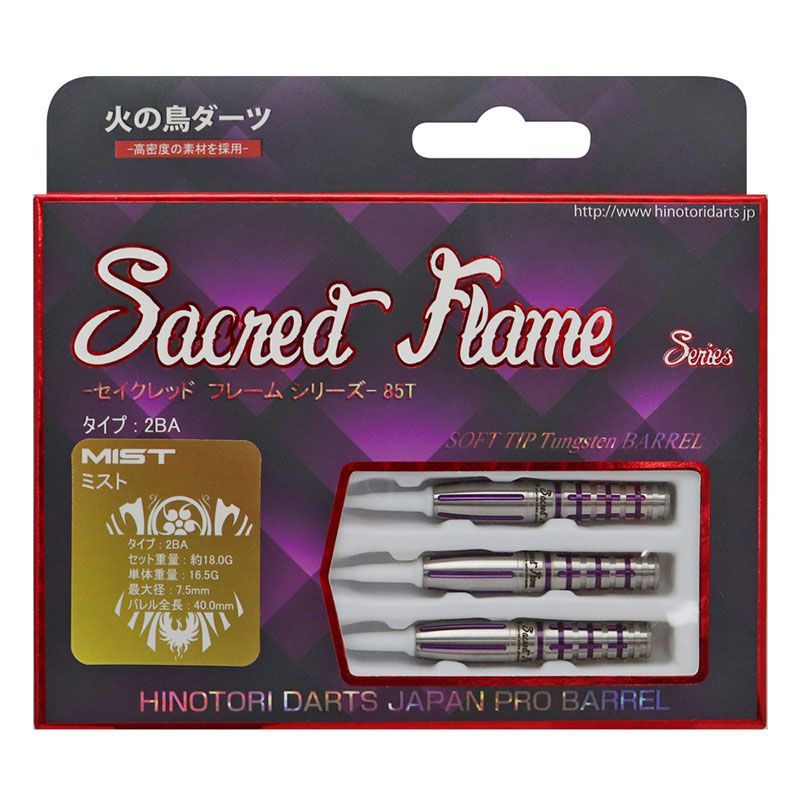 火の鳥ダーツ
-高密度の素材を採用-
http://www.hinotoridarts.jp
Sacred Flame
Series
-セイクレッド フレーム シリーズ- 85T
タイプ : 2BA
SOFT TIP Tungsten BARREL
MIST
ミスト
タイプ : 2BA
セット重量 : 約18.0G
単体重量 : 16.5G
最大径 : 7.5mm
バレル全長 : 40.0mm
Sacred
Sacred
HINOTORI DARTS JAPAN PRO BARREL